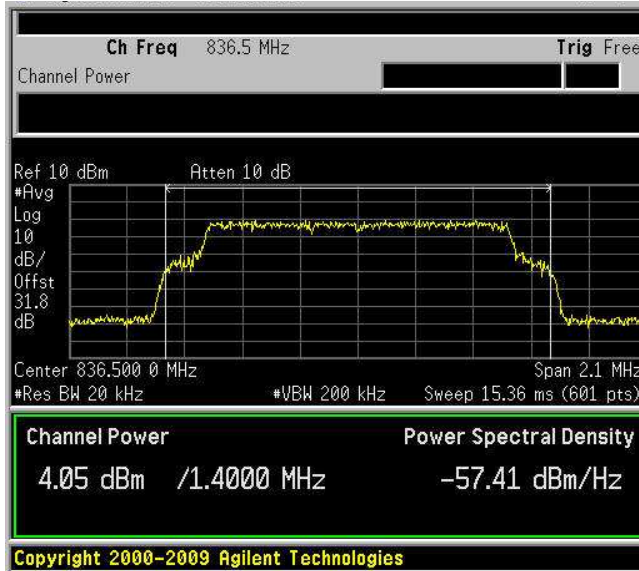 Ch Freq 836.5 MHz Trig Free
Channel Power
Ref 10 dBm Atten 10 dB
#Avg
Log
10
dB/
Offst
31.8
dB
Center 836.500 0 MHz Span 2.1 MHz
#Res BW 20 kHz #VBW 200 kHz Sweep 15.36 ms (601 pts)
Channel Power Power Spectral Density
4.05 dBm /1.4000 MHz -57.41 dBm/Hz
Copyright 2000-2009 Agilent Technologies